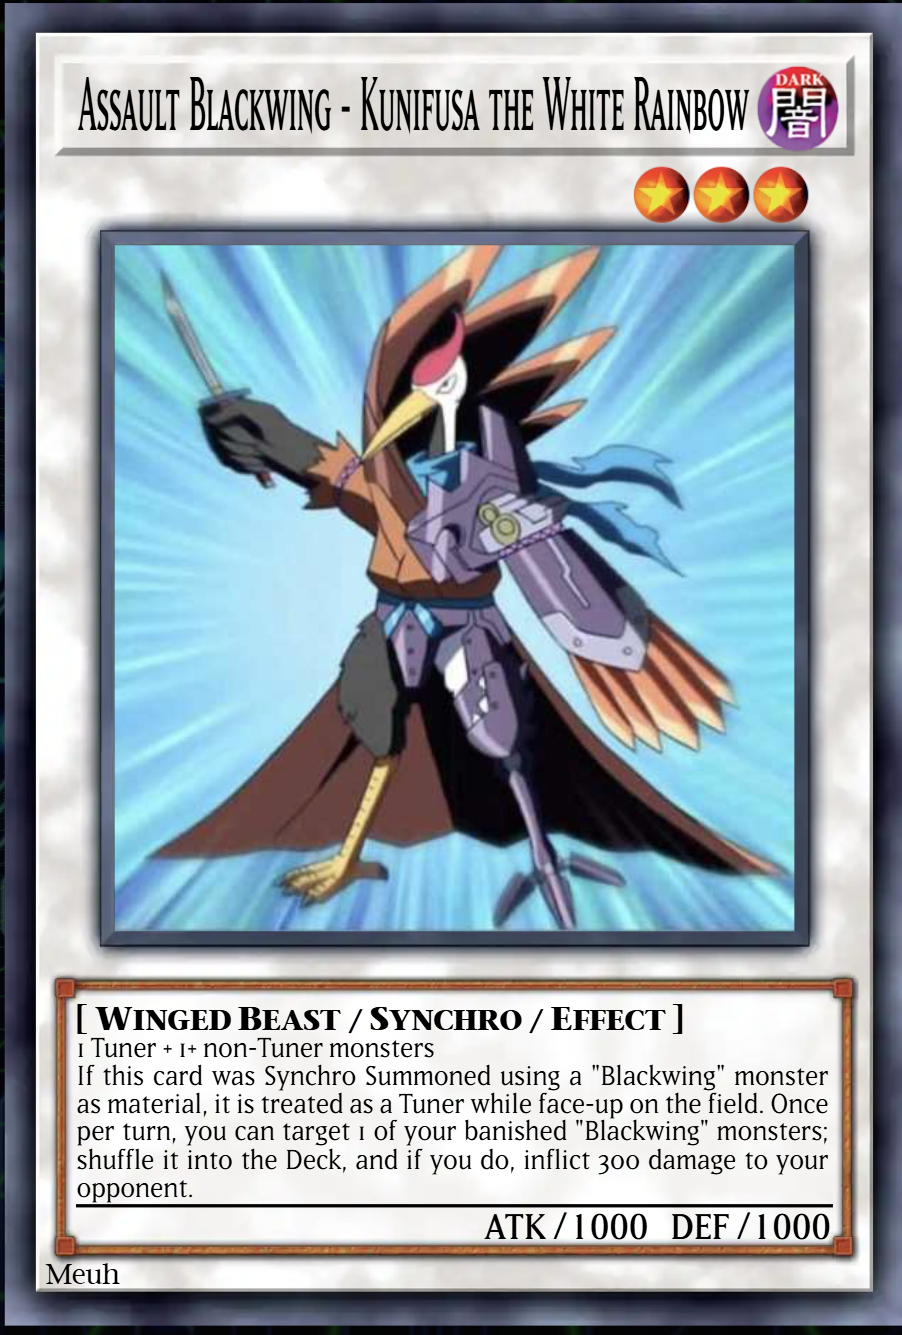 Assault Blackwing - Kunifusa the White Rainbow
DARK
闇
[ Winged Beast / Synchro / Effect ]
1 Tuner + 1+ non-Tuner monsters
If this card was Synchro Summoned using a "Blackwing" monster
as material, it is treated as a Tuner while face-up on the field. Once
per turn, you can target 1 of your banished "Blackwing" monsters;
shuffle it into the Deck, and if you do, inflict 300 damage to your
opponent.
ATK / 1000 DEF / 1000
Meuh